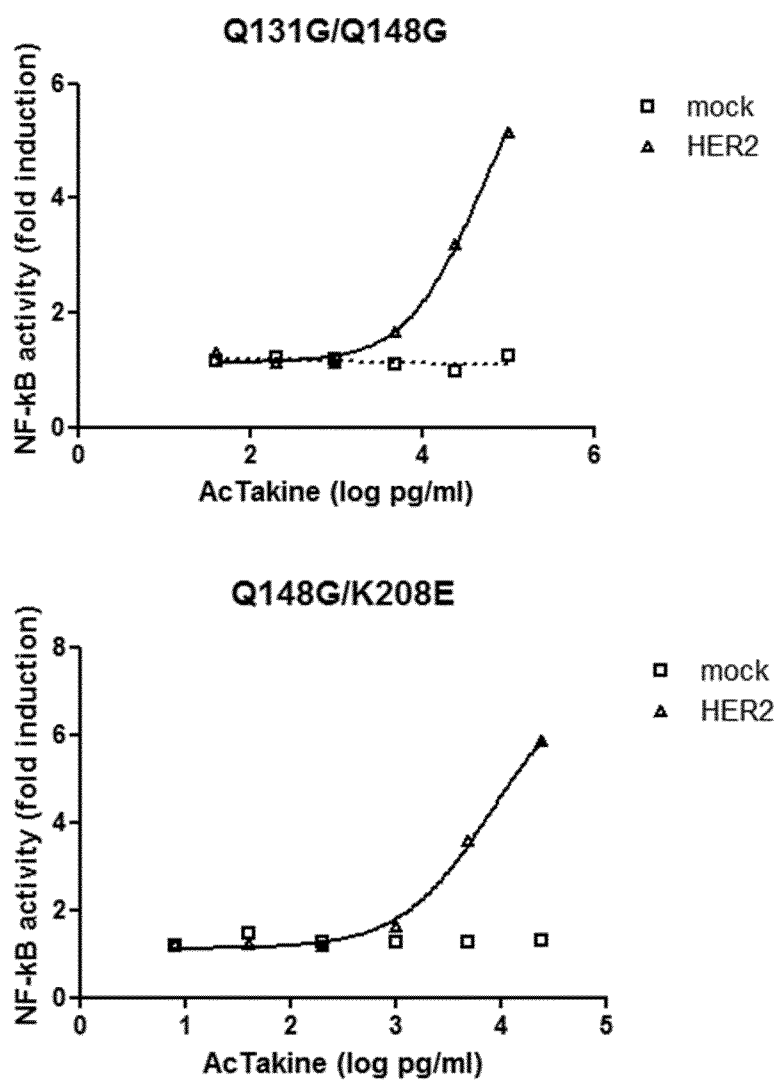 Q131G/Q148G
NF-kB activity (fold induction)
6
4
2
0
0 2 4 6
AcTakine (log pg/ml)
mock
HER2
Q148G/K208E
NF-kB activity (fold induction)
8
6
4
2
0
0 1 2 3 4 5
AcTakine (log pg/ml)
mock
HER2